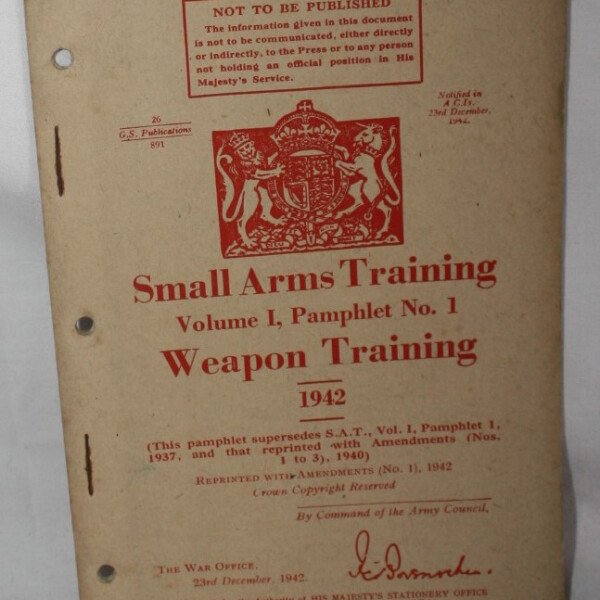 NOT TO BE PUBLISHED
The information given in this document
is not to be communicated, either directly
or indirectly, to the Press or to any person
not holding an official position in His
Majesty's Service.
26
G.S. Publications
891
Notified in
A.C.Is.
23rd December,
1942.
Small Arms Training
Volume I, Pamphlet No. 1
Weapon Training
1942
(This pamphlet supersedes S.A.T., Vol. I, Pamphlet 1,
1937, and that reprinted with Amendments (Nos.
1 to 3), 1940)
REPRINTED WITH AMENDMENTS (No. 1), 1942
Crown Copyright Reserved
By Command of the Army Council,
THE WAR OFFICE,
23rd December, 1942.
HIS MAJESTY'S STATIONERY OFFICE